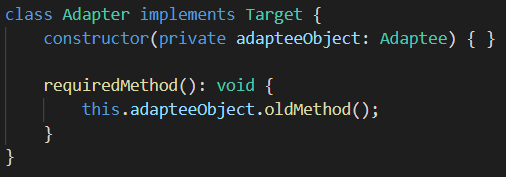 class Adapter implements Target {
    constructor(private adapteeObject: Adaptee) { }

    requiredMethod(): void {
        this.adapteeObject.oldMethod();
    }
}